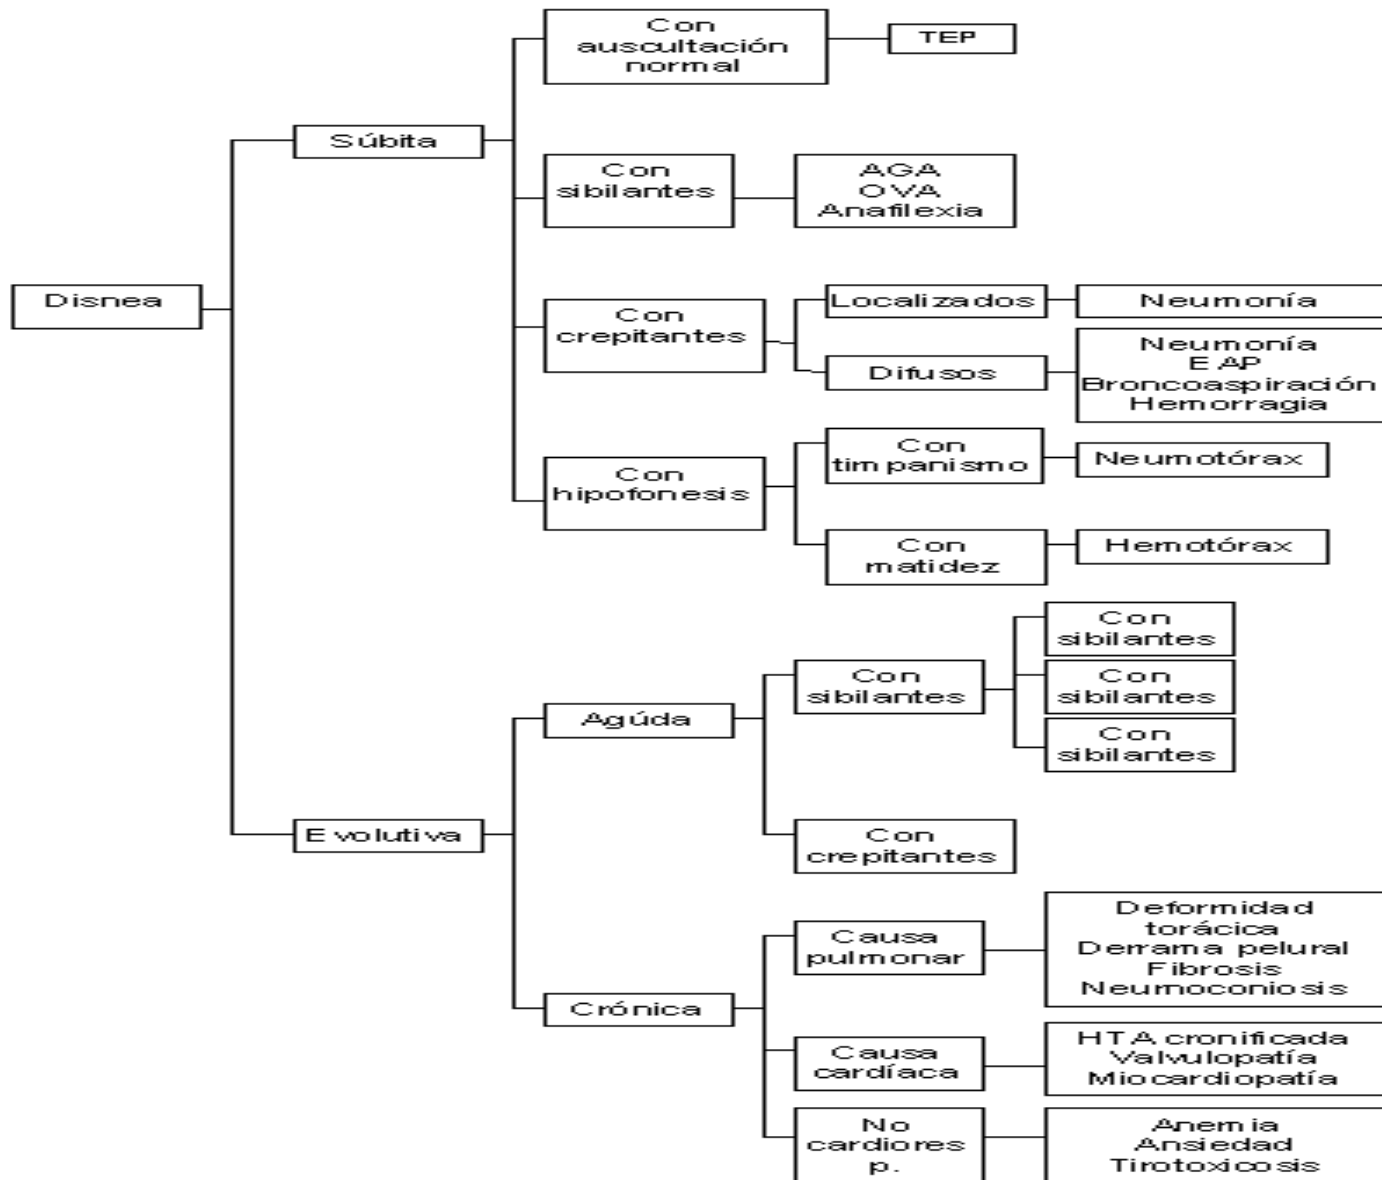 Con
auscultación
normal
TEP
Súbita
Con
sibilantes
AGA
OVA
Anafilexia
Disnea
Con
crepitantes
Localizados
Neumonía
Difusos
Neumonía
EAP
Broncoaspiración
Hemorragia
Con
hipofonesis
Con
timpanismo
Neumotórax
Con
matidez
Hemotórax
Evolutiva
Agúda
Con
sibilantes
Con
sibilantes
Con
sibilantes
Con
sibilantes
Con
crepitantes
Crónica
Causa
pulmonar
Deformidad
torácica
Derrama pelural
Fibrosis
Neumoconiosis
Causa
cardíaca
HTA cronificada
Valvulopatía
Miocardiopatía
No
cardiores
p.
Anemia
Ansiedad
Tirotoxicosis